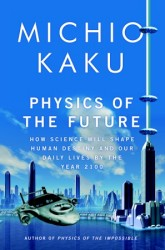 MICHIO
KAKU
PHYSICS OF
THE FUTURE
HOW SCIENCE WILL SHAPE
HUMAN DESTINY AND OUR
DAILY LIVES BY THE
YEAR 2100
AUTHOR OF PHYSICS OF THE IMPOSSIBLE